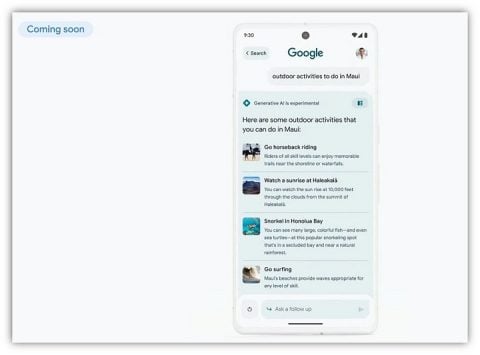 Coming soon
9:30
Search
Google
outdoor activities to do in Maui
Generative AI is experimental
Here are some outdoor activities that
you can do in Maui:
Go horseback riding
Riders of all skill levels can enjoy memorable
trails near the shoreline or waterfalls.
Watch a sunrise at Haleakalā
You can watch the sun rise at 10,000 feet
through the clouds from the summit of
Haleakalā.
Snorkel in Honolua Bay
You can see many large, colorful fish—and even
sea turtles—at this popular snorkeling spot
that's in a secluded bay and near a natural
rainforest.
Go surfing
Maui's beaches provide waves appropriate for
any level of skill.
Ask a follow up